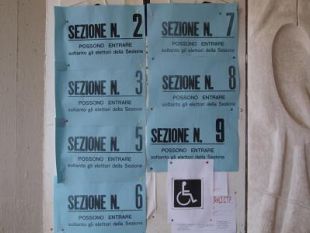 SEZIONE N. 2
POSSONO ENTRARE
soltanto gli elettori della Sezione
SEZIONE N. 3
POSSONO ENTRARE
soltanto gli elettori della Sezione
SEZIONE N. 5
POSSONO ENTRARE
soltanto gli elettori della Sezione
SEZIONE N. 6
POSSONO ENTRARE
soltanto gli elettori della Sezione
SEZIONE N. 7
POSSONO ENTRARE
soltanto gli elettori della Sezione
SEZIONE N. 8
POSSONO ENTRARE
soltanto gli elettori della Sezione
SEZIONE N. 9
POSSONO ENTRARE
soltanto gli elettori della Sezione